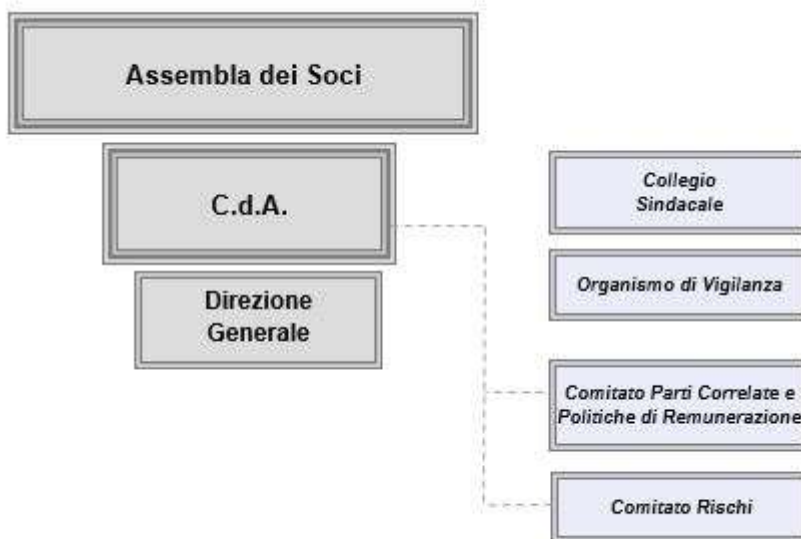 Assembla dei Soci
C.d.A.
Direzione
Generale
Collegio
Sindacale
Organismo di Vigilanza
Comitato Parti Correlate e
Politiche di Remunerazione
Comitato Rischi